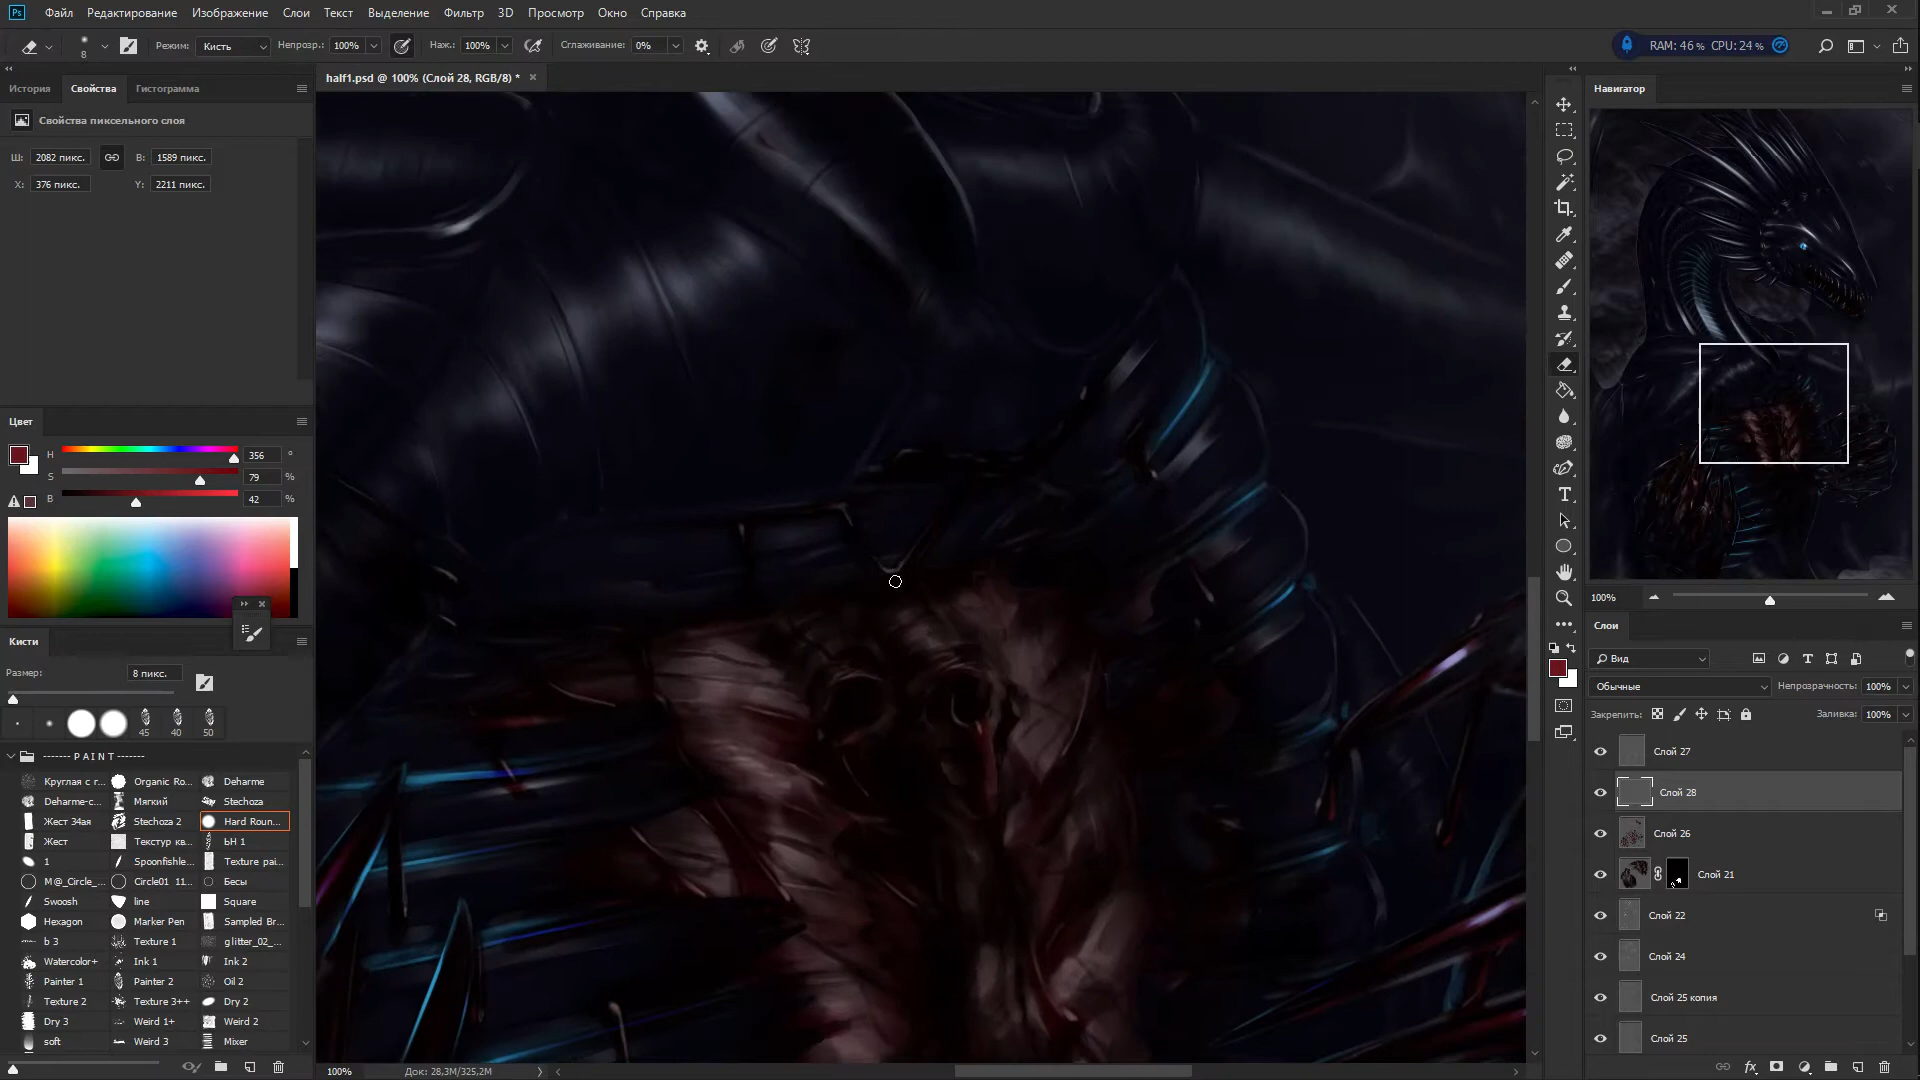 Ps Файл Редактирование Изображение Слои Текст Выделение Фильтр 3D Просмотр Окно Справка
8 Режим: Кисть Непрозр.: 100% Наж.: 100% Сглаживание: 0% RAM: 46 % CPU: 24 %
История Свойства Гистограмма
half1.psd @ 100% (Слой 28, RGB/8) *
Навигатор
Свойства пиксельного слоя
Ш: 2082 пикс. В: 1589 пикс.
X: 376 пикс. Y: 2211 пикс.
Цвет
H 356 °
S 79 %
B 42 %
Кисти
Размер: 8 пикс.
45 40 50
------- P A I N T -------
Круглая с г... Organic Ro... Deharme
Deharme-c... Мягкий Stechoza
Жест 34ая Stechoza 2 Hard Roun...
Жест Текстур кв... ЬН 1
1 Spoonfishle... Texture pai...
M@_Circle_... Circle01_11... Бесы
Swoosh line Square
Hexagon Marker Pen Sampled Br...
b 3 Texture 1 glitter_02_...
Watercolor+ Ink 1 Ink 2
Painter 1 Painter 2 Oil 2
Texture 2 Texture 3++ Dry 2
Dry 3 Weird 1+ Weird 2
soft Weird 3 Mixer
100% Док: 28,3M/325,2M
T
100%
Слои
Вид
Обычные Непрозрачность: 100%
Закрепить: Заливка: 100%
Слой 27
Слой 28
Слой 26
Слой 21
Слой 22
Слой 24
Слой 25 копия
Слой 25
fx